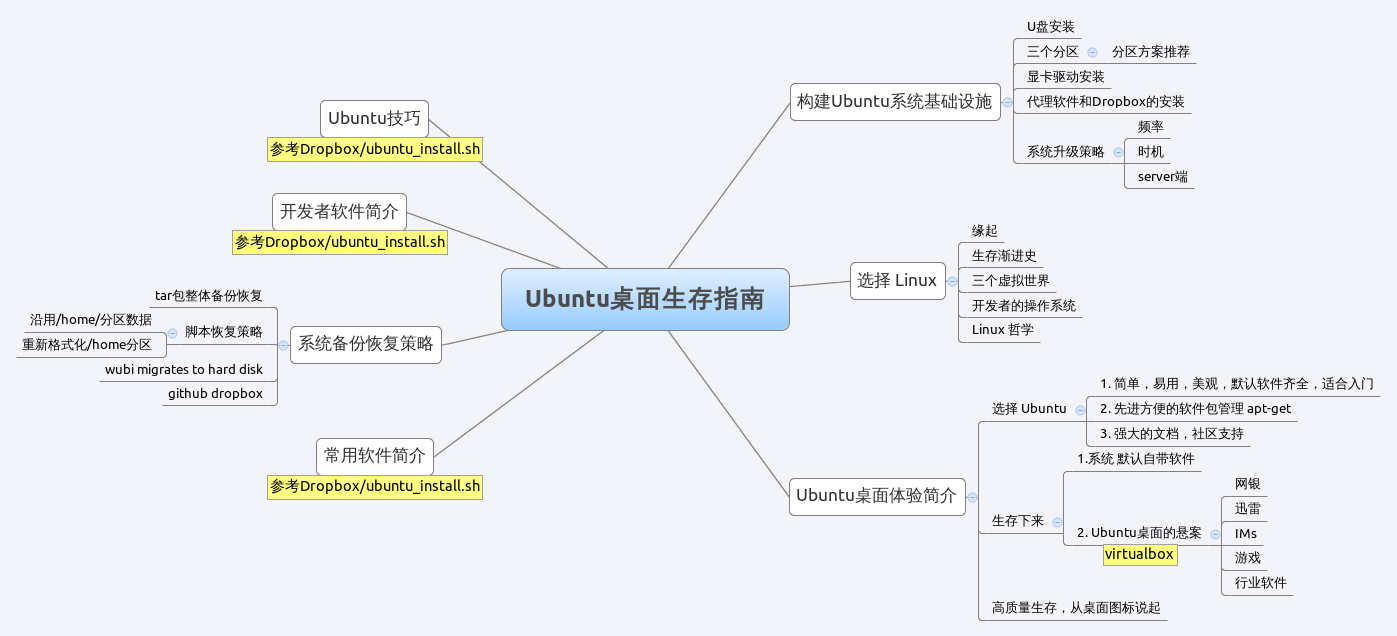 Ubuntu桌面生存指南
构建Ubuntu系统基础设施
U盘安装
三个分区
分区方案推荐
显卡驱动安装
代理软件和Dropbox的安装
系统升级策略
频率
时机
server端
选择 Linux
缘起
生存渐进史
三个虚拟世界
开发者的操作系统
Linux 哲学
Ubuntu桌面体验简介
选择 Ubuntu
1. 简单，易用，美观，默认软件齐全，适合入门
2. 先进方便的软件包管理 apt-get
3. 强大的文档，社区支持
生存下来
1.系统 默认自带软件
2. Ubuntu桌面的悬案
virtualbox
网银
迅雷
IMs
游戏
行业软件
高质量生存，从桌面图标说起
Ubuntu技巧
参考Dropbox/ubuntu_install.sh
开发者软件简介
参考Dropbox/ubuntu_install.sh
系统备份恢复策略
tar包整体备份恢复
脚本恢复策略
沿用/home/分区数据
重新格式化/home分区
wubi migrates to hard disk
github dropbox
常用软件简介
参考Dropbox/ubuntu_install.sh